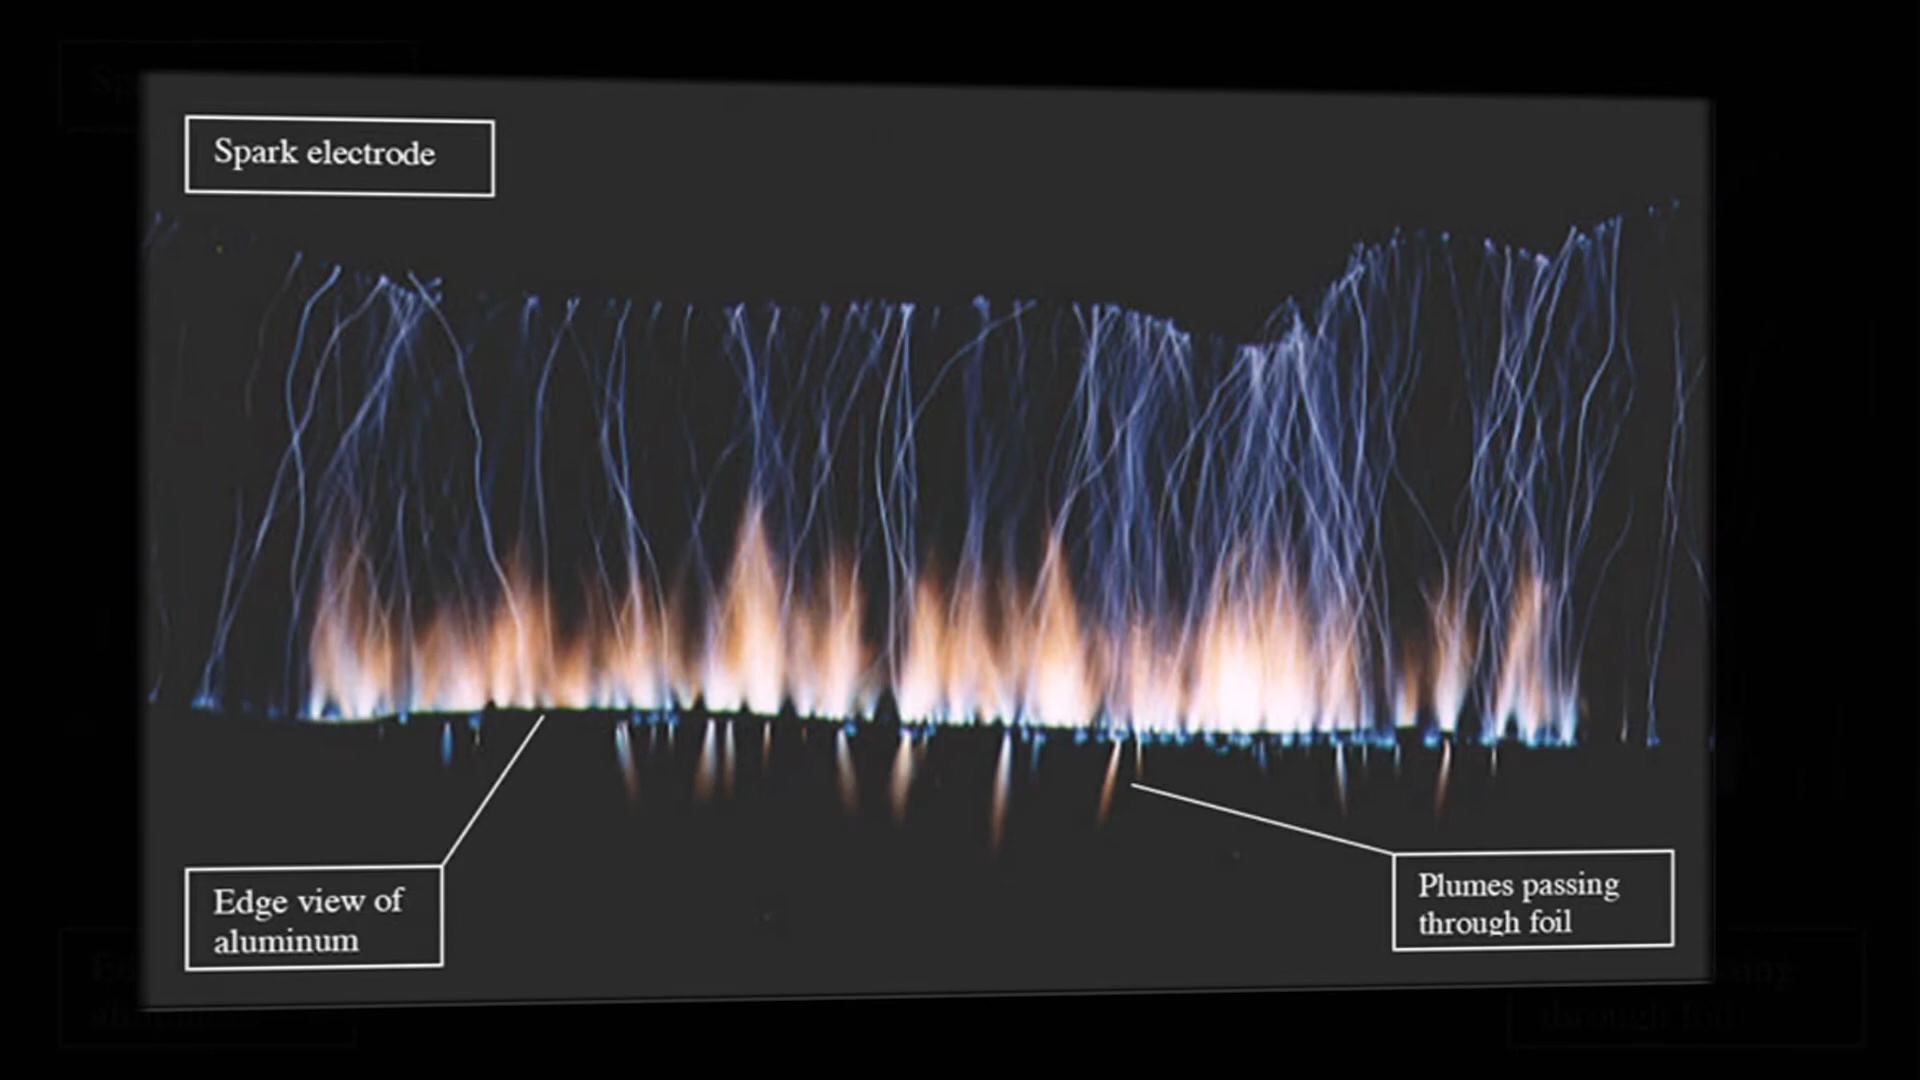 Spark electrode
Edge view of
aluminum
Plumes passing
through foil